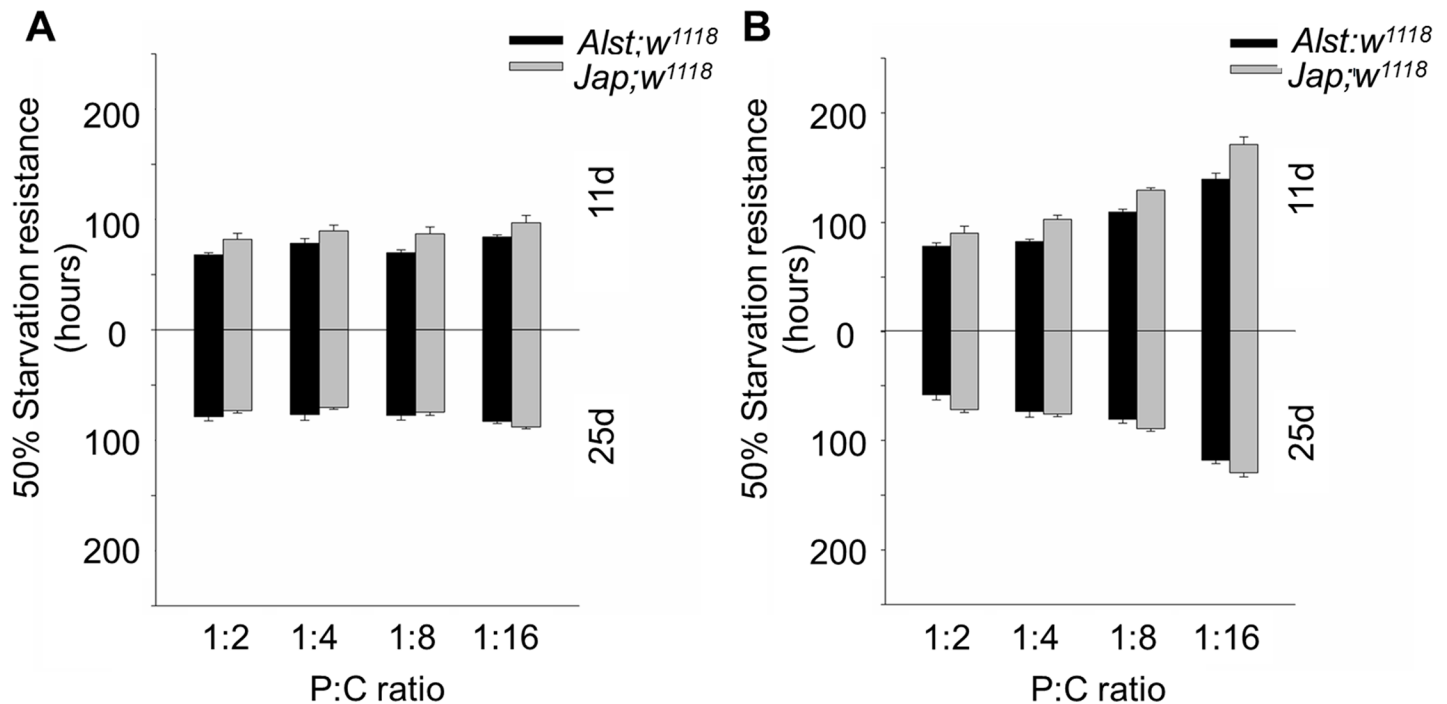 A
Alst;w1118
Jap;w1118
50% Starvation resistance
(hours)
200
100
0
100
200
11d
25d
1:2 1:4 1:8 1:16
P:C ratio
B
Alst:w1118
Jap;w1118
50% Starvation resistance
(hours)
200
100
0
100
200
11d
25d
1:2 1:4 1:8 1:16
P:C ratio